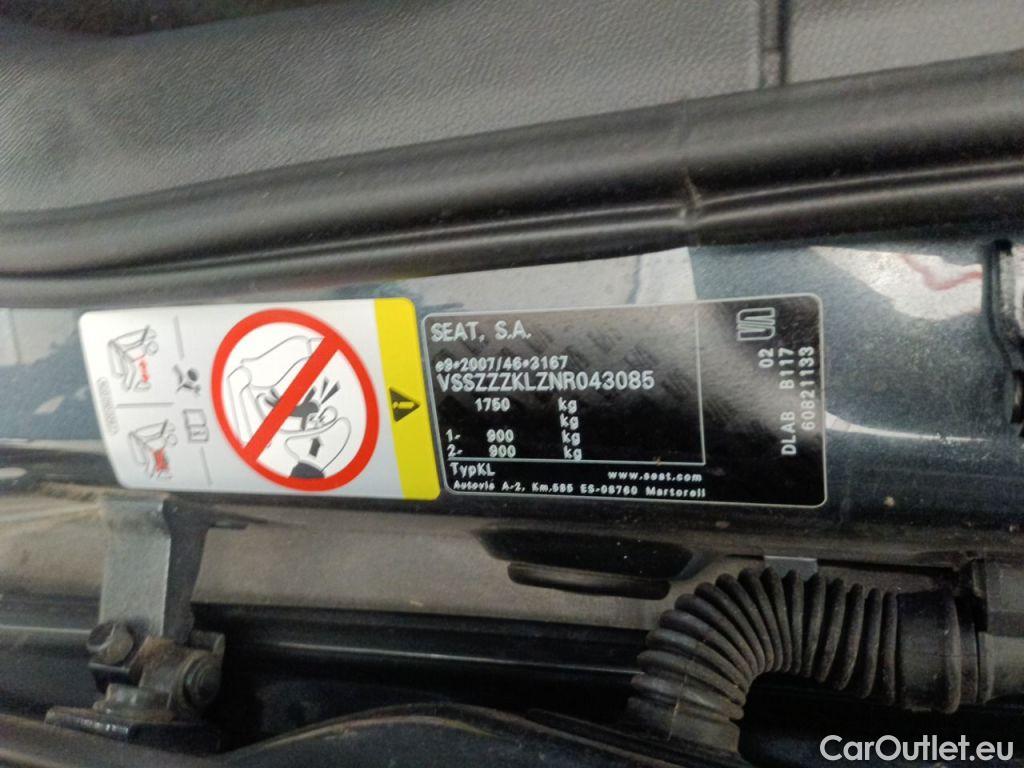 SEAT, S.A.
e9*2007/46*3167
VSSZZZKLZNR043085
1750 kg
kg
1- 900 kg
2- 900 kg
TypKL www.seat.com
Autovia A-2, Km.585 ES-08760 Martorell
02
DLAB B117
60821133
CarOutlet.eu